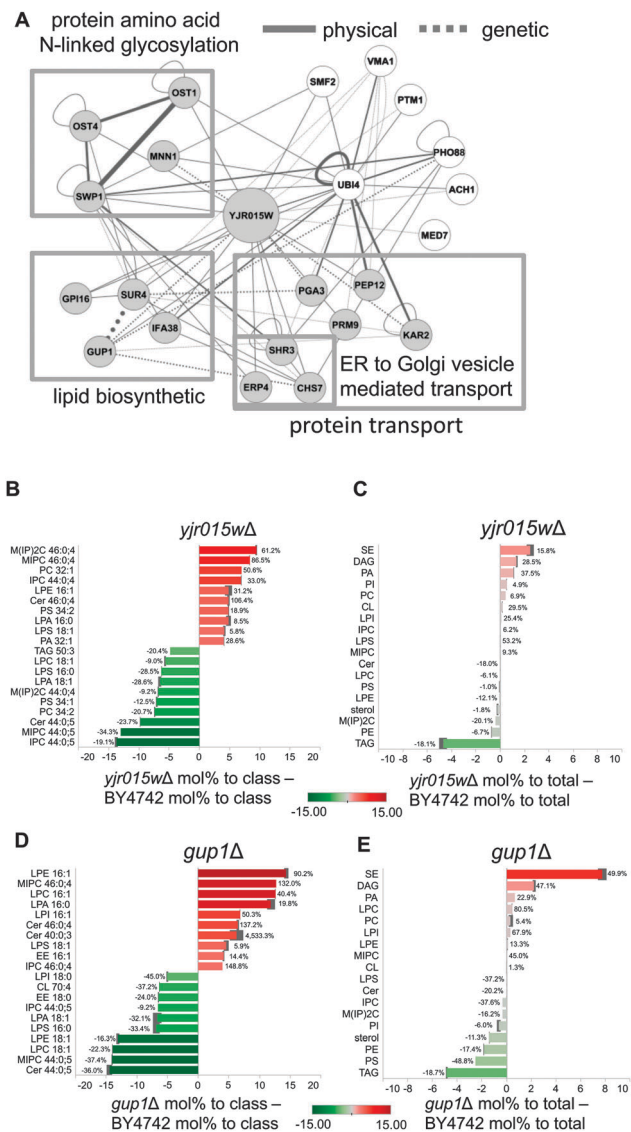 A
protein amino acid
N-linked glycosylation
physical
genetic
VMA1
SMF2
OST1
PTM1
OST4
PHO88
MNN1
UBI4
ACH1
SWP1
YJR015W
MED7
PGA3
PEP12
GPI16
SUR4
PRM9
IFA38
KAR2
GUP1
SHR3
ER to Golgi vesicle
mediated transport
ERP4
CHS7
lipid biosynthetic
protein transport
B
yjr015wΔ
M(IP)2C 46:0;4 61.2%
MIPC 46:0;4 86.5%
PC 32:1 50.6%
IPC 44:0;4 33.0%
LPE 16:1 31.2%
Cer 46:0;4 106.4%
PS 34:2 18.9%
LPA 16:0 8.5%
LPS 18:1 5.8%
PA 32:1 28.6%
TAG 50:3 -20.4%
LPC 18:1 -9.0%
LPS 16:0 -28.5%
LPA 18:1 -28.6%
M(IP)2C 44:0;4 -9.2%
PS 34:1 -12.5%
PC 34:2 -20.7%
Cer 44:0;5 -23.7%
MIPC 44:0;5 -34.3%
IPC 44:0;5 -19.1%
-20 -15 -10 -5 0 5 10 15 20
yjr015wΔ mol% to class –
BY4742 mol% to class
-15.00 15.00
C
yjr015wΔ
SE 15.8%
DAG 28.5%
PA 37.5%
PI 4.9%
PC 6.9%
CL 29.5%
LPI 25.4%
IPC 6.2%
LPS 53.2%
MIPC 9.3%
Cer -18.0%
LPC -6.1%
PS -1.0%
LPE -12.1%
sterol -1.8%
M(IP)2C -20.1%
PE -6.7%
TAG -18.1%
-10 -8 -6 -4 -2 0 2 4 6 8 10
yjr015wΔ mol% to total –
BY4742 mol% to total
D
gup1Δ
LPE 16:1 90.2%
MIPC 46:0;4 132.0%
LPC 16:1 40.4%
LPA 16:0 19.8%
LPI 16:1 50.3%
Cer 46:0;4 137.2%
Cer 40:0;3 4,533.3%
LPS 18:1 5.9%
EE 16:1 14.4%
IPC 46:0;4 148.8%
LPI 18:0 -45.0%
CL 70:4 -37.2%
EE 18:0 -24.0%
IPC 44:0;5 -9.2%
LPA 18:1 -32.1%
LPS 16:0 -33.4%
LPE 18:1 -16.3%
LPC 18:1 -22.3%
MIPC 44:0;5 -37.4%
Cer 44:0;5 -36.0%
-20 -15 -10 -5 0 5 10 15 20
gup1Δ mol% to class –
BY4742 mol% to class
-15.00 15.00
E
gup1Δ
SE 49.9%
DAG 47.1%
PA 22.9%
LPC 80.5%
PC 5.4%
LPI 67.9%
LPE 13.3%
MIPC 45.0%
CL 1.3%
LPS -37.2%
Cer -20.2%
IPC -37.6%
M(IP)2C -16.2%
PI -6.0%
sterol -11.3%
PE -17.4%
PS -48.8%
TAG -18.7%
-10 -8 -6 -4 -2 0 2 4 6 8 10
gup1Δ mol% to total –
BY4742 mol% to total